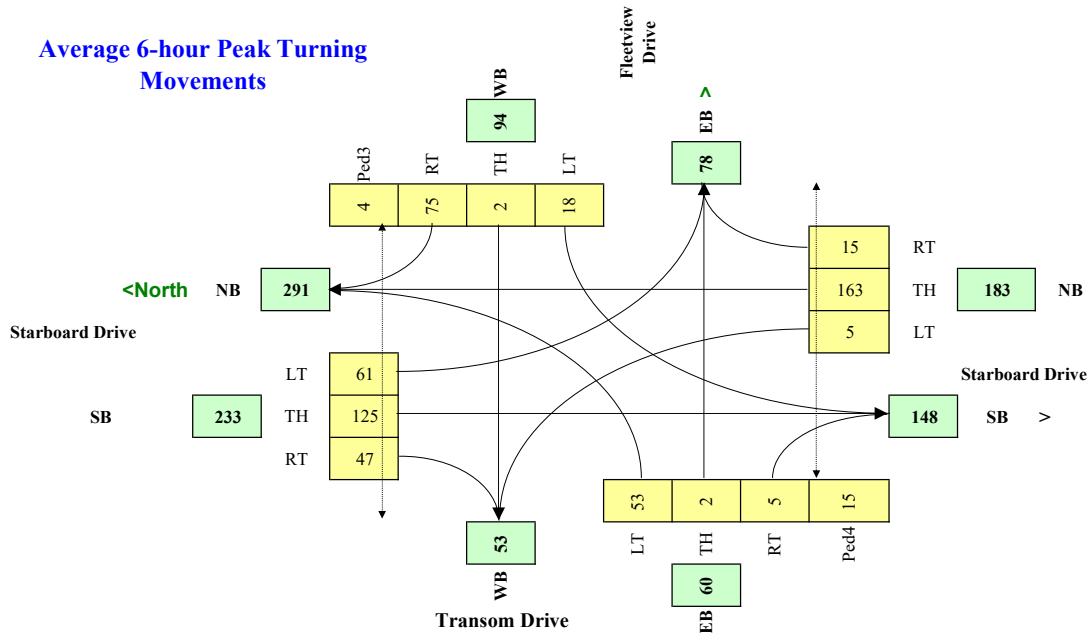 Average 6-hour Peak Turning
Movements
Fleetview
Drive
WB
94
^
EB
78
Ped3
RT
TH
LT
4
75
2
18
15
RT
<North
NB
291
163
TH
183
NB
5
LT
Starboard Drive
LT
61
Starboard Drive
SB
233
TH
125
148
SB
>
RT
47
53
2
5
15
53
WB
LT
TH
RT
Ped4
60
EB
Transom Drive